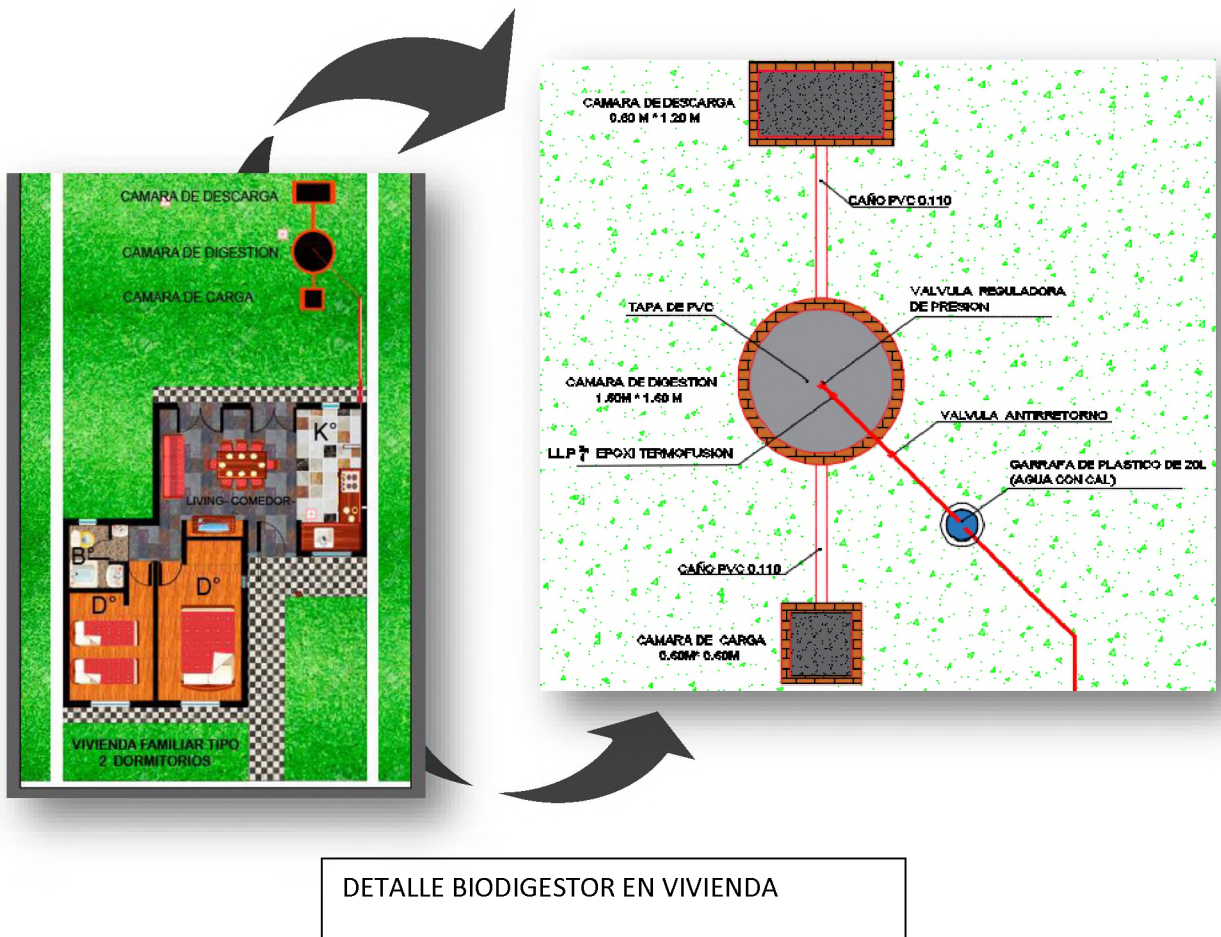 CAMARA DE DESCARGA
CAMARA DE DIGESTION
CAMARA DE CARGA
K°
LIVING- COMEDOR-
B°
D°
D°
VIVIENDA FAMILIAR TIPO
2 DORMITORIOS
CAMARA DE DESCARGA
0.60 M * 1.20 M
CAÑO PVC 0.110
TAPA DE PVC
VALVULA REGULADORA
DE PRESION
CAMARA DE DIGESTION
1.60M * 1.60 M
VALVULA ANTIRRETORNO
LL.P EPOXI TERMOFUSION
GARRAFA DE PLASTICO DE 20L
(AGUA CON CAL)
CAÑO PVC 0.110
CAMARA DE CARGA
0.60M* 0.60M
DETALLE BIODIGESTOR EN VIVIENDA